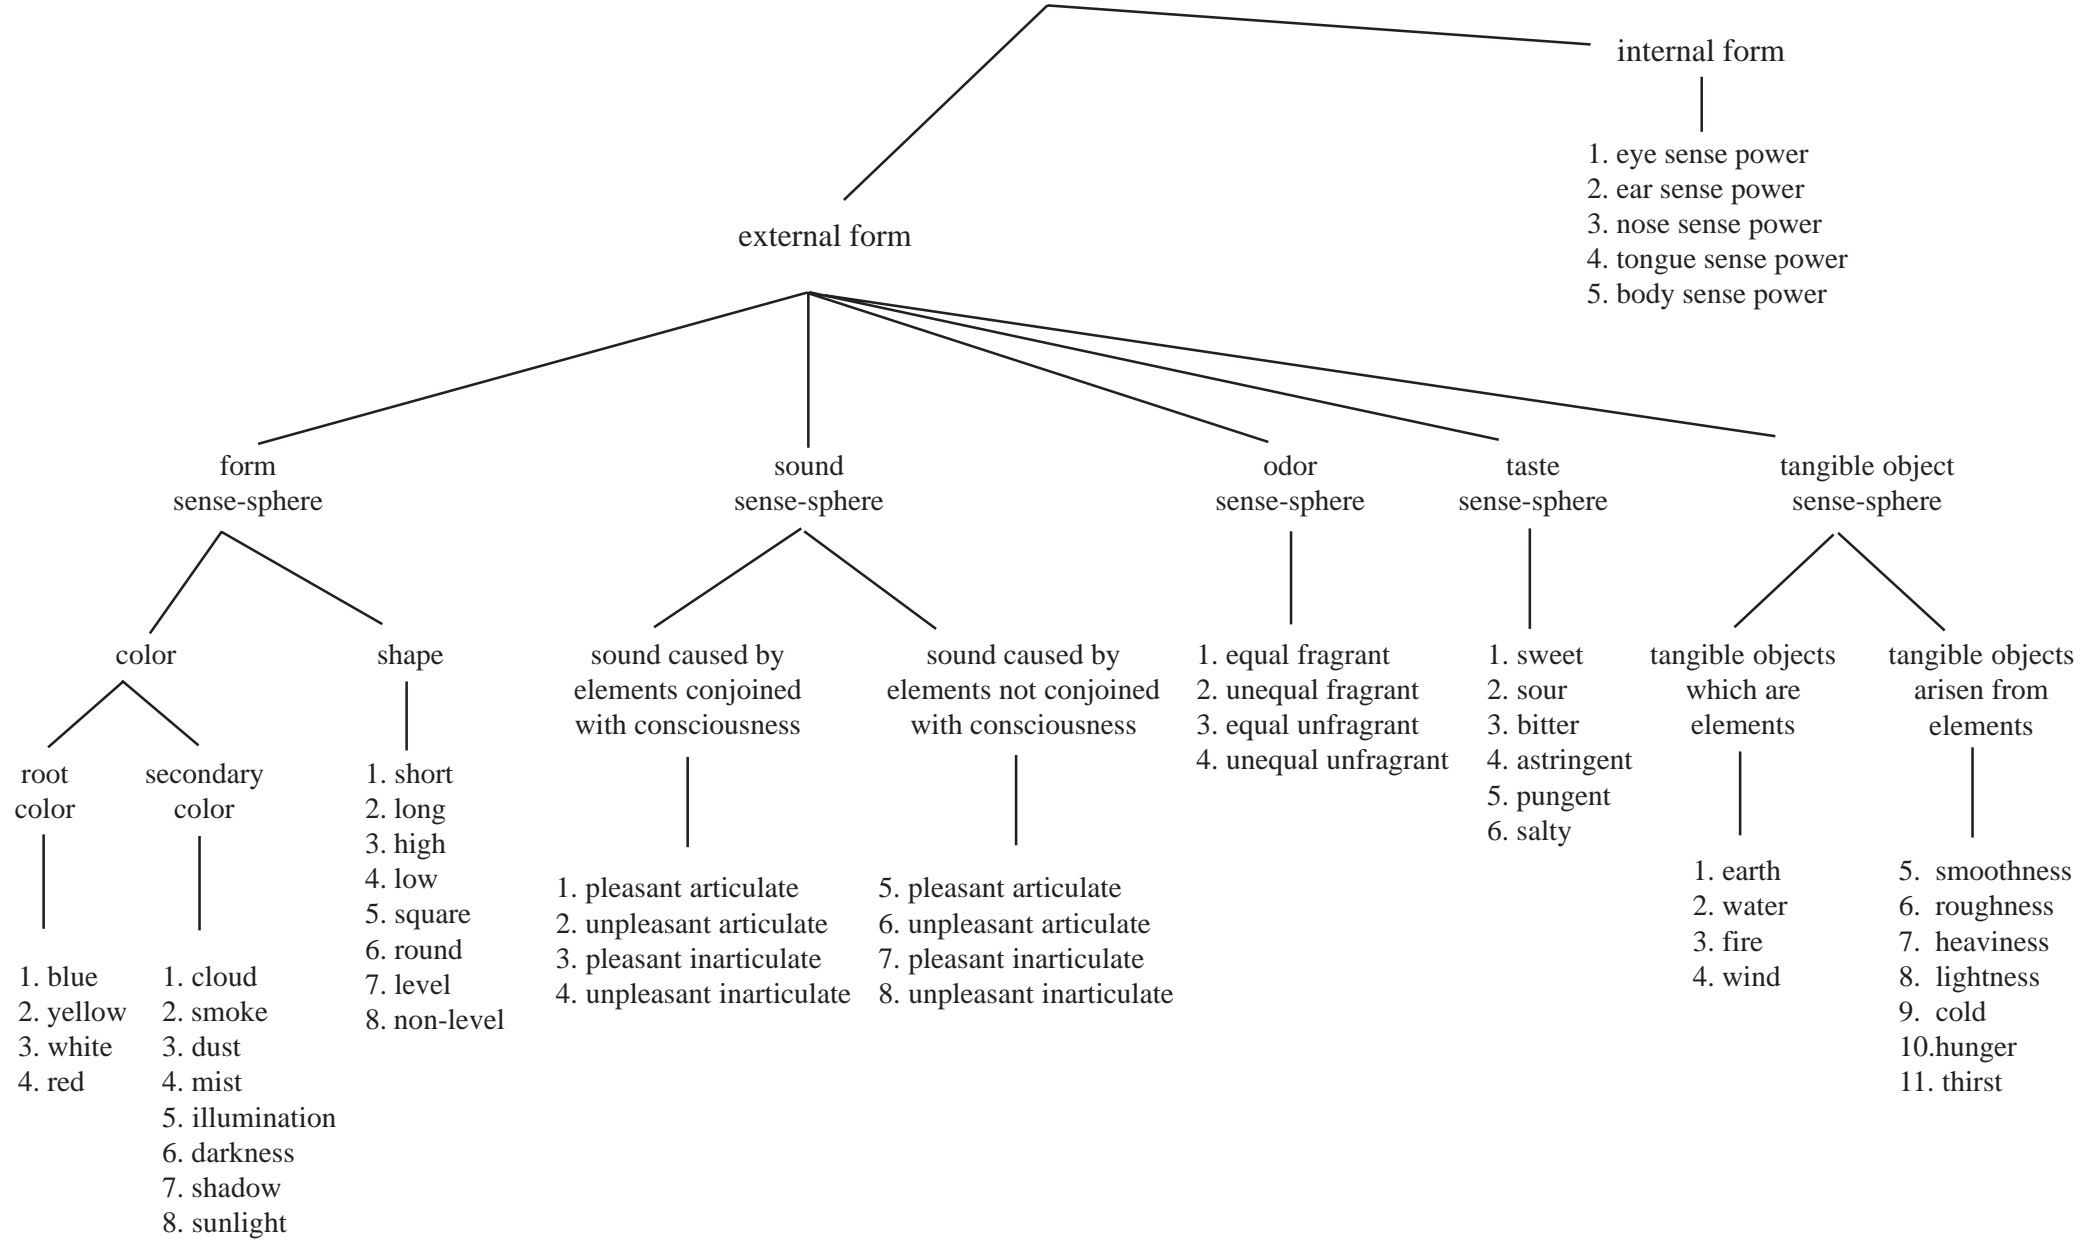 internal form
1. eye sense power
2. ear sense power
3. nose sense power
4. tongue sense power
5. body sense power
external form
form
sense-sphere
sound
sense-sphere
odor
sense-sphere
taste
sense-sphere
tangible object
sense-sphere
color
shape
root
color
1. blue
2. yellow
3. white
4. red
secondary
color
1. cloud
2. smoke
3. dust
4. mist
5. illumination
6. darkness
7. shadow
8. sunlight
1. short
2. long
3. high
4. low
5. square
6. round
7. level
8. non-level
sound caused by
elements conjoined
with consciousness
1. pleasant articulate
2. unpleasant articulate
3. pleasant inarticulate
4. unpleasant inarticulate
sound caused by
elements not conjoined
with consciousness
5. pleasant articulate
6. unpleasant articulate
7. pleasant inarticulate
8. unpleasant inarticulate
1. equal fragrant
2. unequal fragrant
3. equal unfragrant
4. unequal unfragrant
1. sweet
2. sour
3. bitter
4. astringent
5. pungent
6. salty
tangible objects
which are
elements
1. earth
2. water
3. fire
4. wind
tangible objects
arisen from
elements
5. smoothness
6. roughness
7. heaviness
8. lightness
9. cold
10.hunger
11. thirst